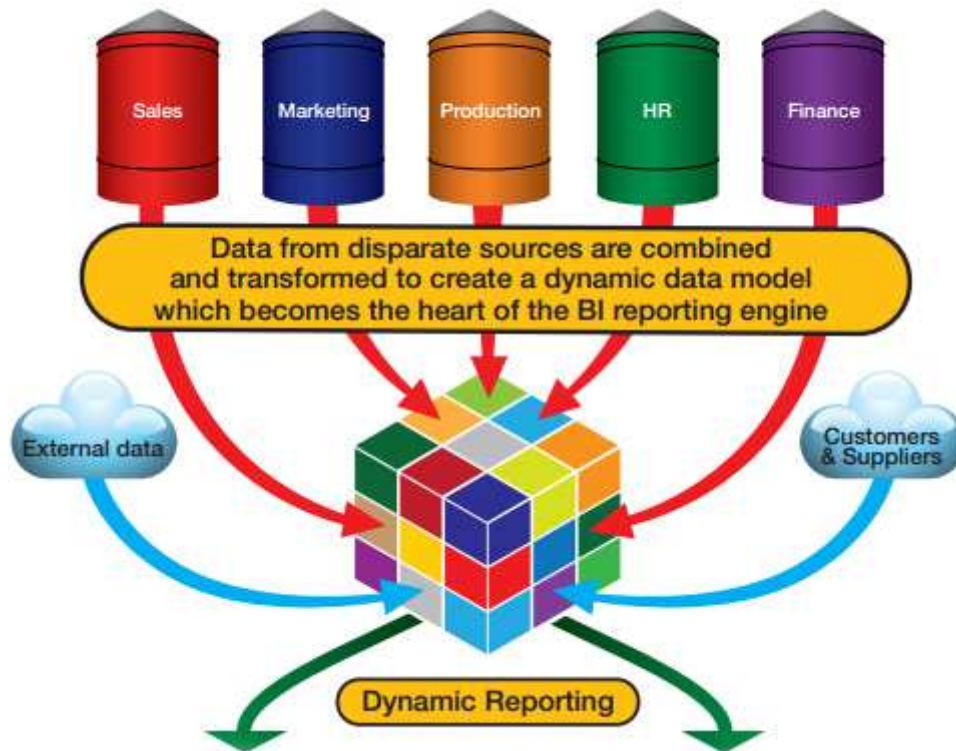 Sales
Marketing
Production
HR
Finance
Data from disparate sources are combined
and transformed to create a dynamic data model
which becomes the heart of the BI reporting engine
External data
Customers
& Suppliers
Dynamic Reporting